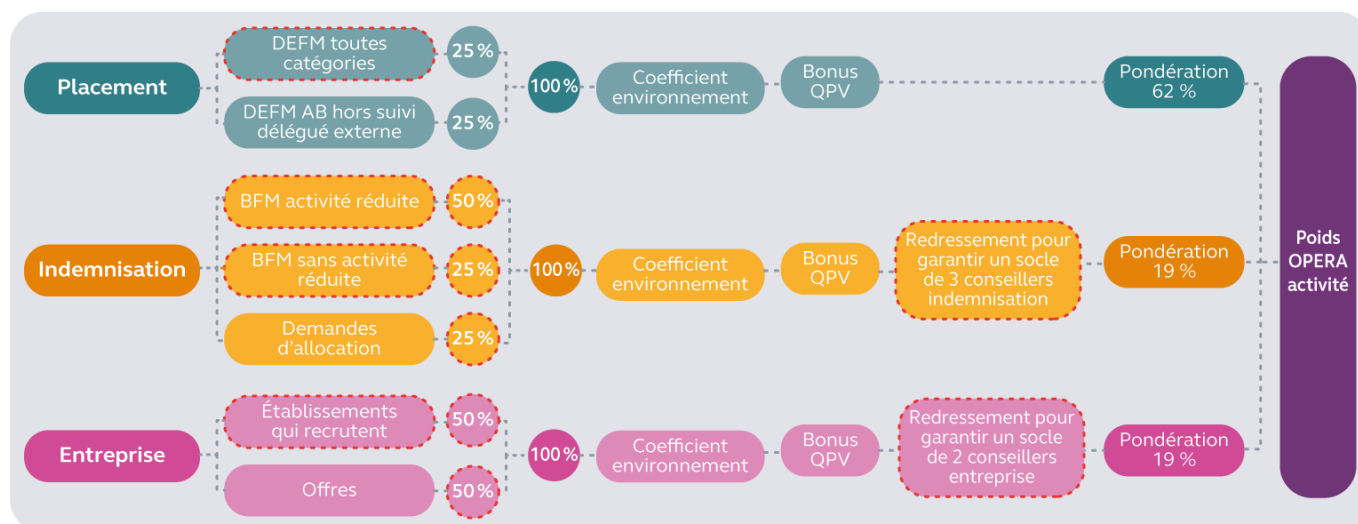 Placement
DEFM toutes
catégories
25 %
DEFM AB hors suivi
délégué externe
25 %
100 %
Coefficient
environnement
Bonus
QPV
Pondération
62 %
Indemnisation
BFM activité réduite
50 %
BFM sans activité
réduite
25 %
Demandes
d’allocation
25 %
100 %
Coefficient
environnement
Bonus
QPV
Redressement pour
garantir un socle
de 3 conseillers
indemnisation
Pondération
19 %
Entreprise
Établissements
qui recrutent
50 %
Offres
50 %
100 %
Coefficient
environnement
Bonus
QPV
Redressement pour
garantir un socle
de 2 conseillers
entreprise
Pondération
19 %
Poids
OPERA
activité